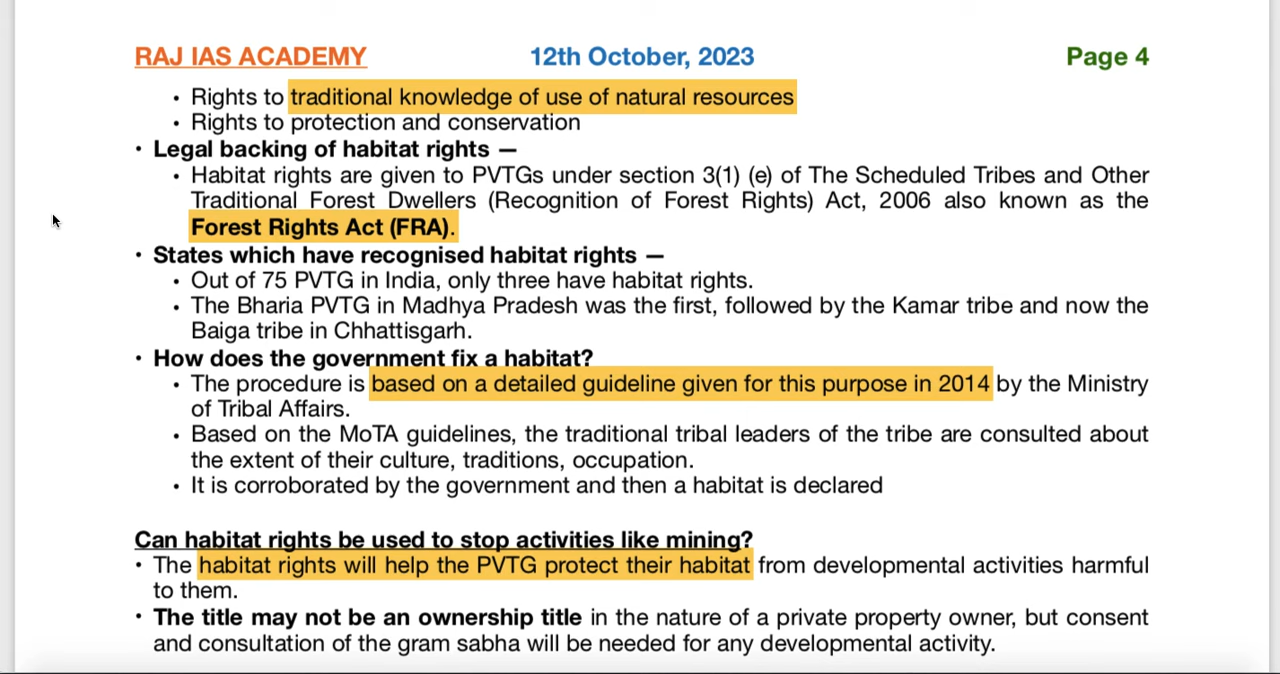 RAJ IAS ACADEMY 12th October, 2023 Page 4
• Rights to traditional knowledge of use of natural resources
• Rights to protection and conservation
• Legal backing of habitat rights —
• Habitat rights are given to PVTGs under section 3(1) (e) of The Scheduled Tribes and Other
Traditional Forest Dwellers (Recognition of Forest Rights) Act, 2006 also known as the
Forest Rights Act (FRA).
• States which have recognised habitat rights —
• Out of 75 PVTG in India, only three have habitat rights.
• The Bharia PVTG in Madhya Pradesh was the first, followed by the Kamar tribe and now the
Baiga tribe in Chhattisgarh.
• How does the government fix a habitat?
• The procedure is based on a detailed guideline given for this purpose in 2014 by the Ministry
of Tribal Affairs.
• Based on the MoTA guidelines, the traditional tribal leaders of the tribe are consulted about
the extent of their culture, traditions, occupation.
• It is corroborated by the government and then a habitat is declared
Can habitat rights be used to stop activities like mining?
• The habitat rights will help the PVTG protect their habitat from developmental activities harmful
to them.
• The title may not be an ownership title in the nature of a private property owner, but consent
and consultation of the gram sabha will be needed for any developmental activity.